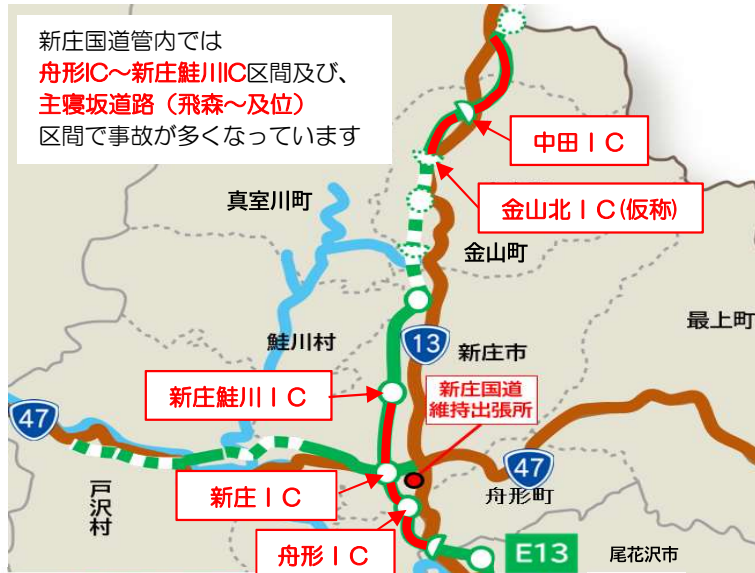 新庄国道管内では
舟形IC～新庄鮭川IC区間及び、
主寝坂道路（飛森～及位）
区間で事故が多くなっています
中田ＩＣ
真室川町
金山北ＩＣ(仮称)
金山町
最上町
13
鮭川村
新庄市
新庄鮭川ＩＣ
新庄国道
維持出張所
47
47
新庄ＩＣ
舟形町
戸沢村
舟形ＩＣ
E13
尾花沢市